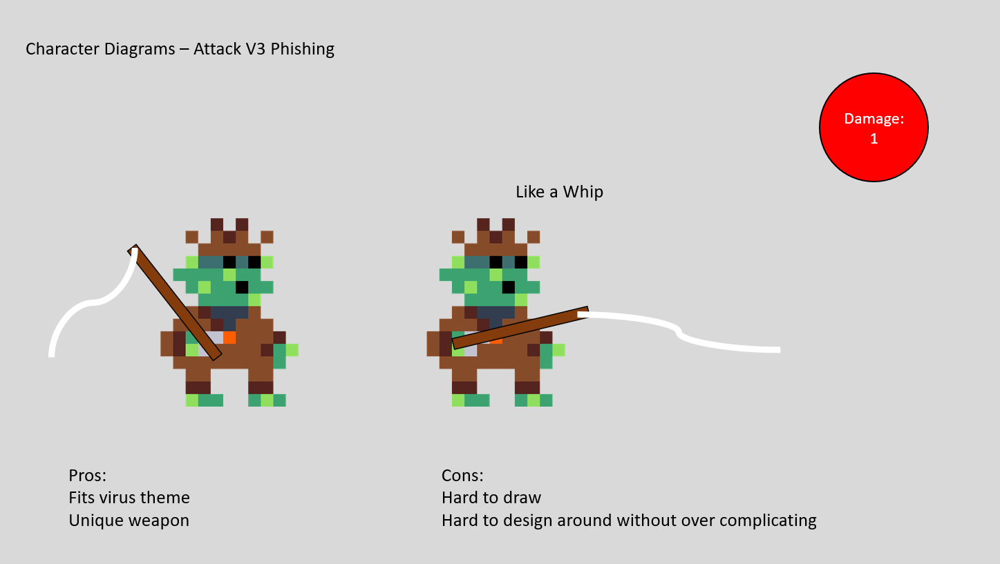 Character Diagrams – Attack V3 Phishing
Damage:
1
Like a Whip
Pros:
Fits virus theme
Unique weapon
Cons:
Hard to draw
Hard to design around without over complicating